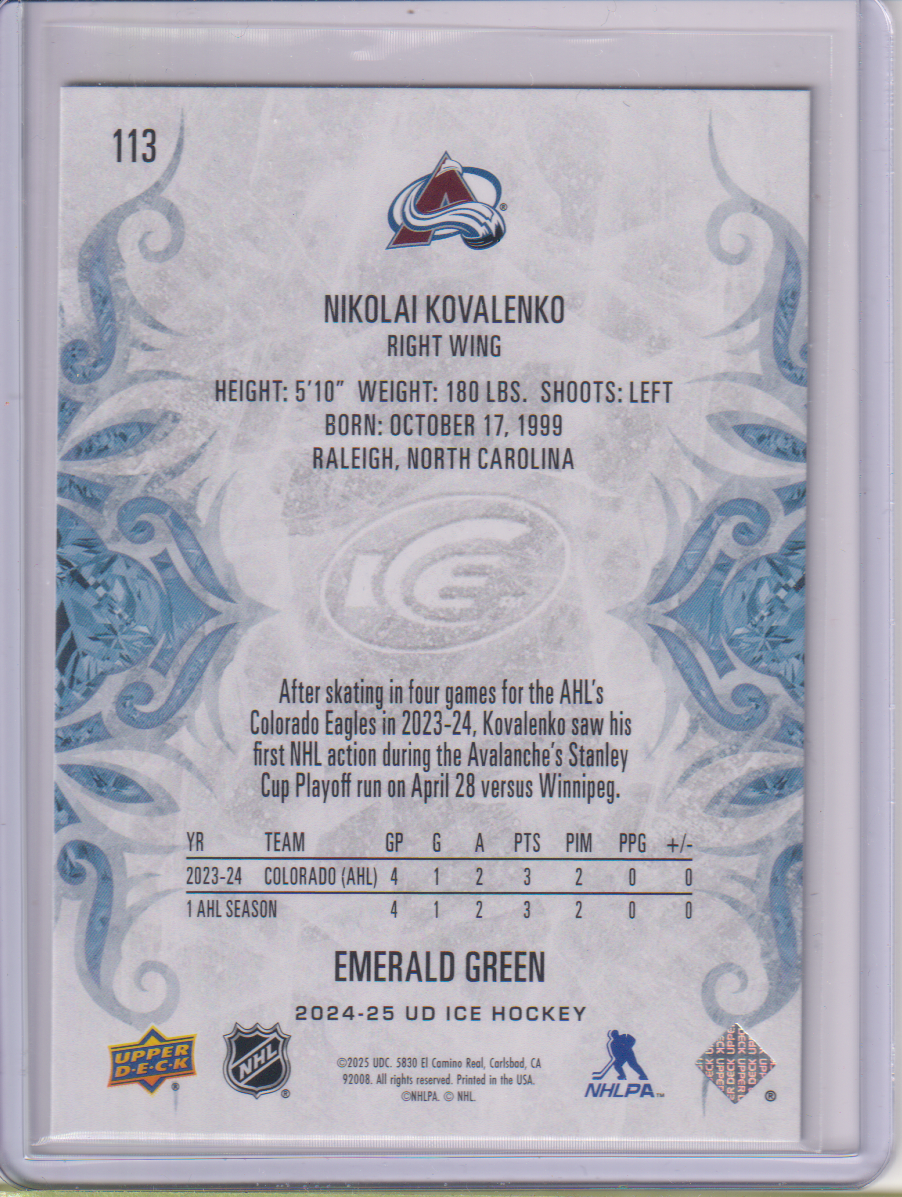 113
A
®
NIKOLAI KOVALENKO
RIGHT WING
HEIGHT: 5'10" WEIGHT: 180 LBS. SHOOTS: LEFT
BORN: OCTOBER 17, 1999
RALEIGH, NORTH CAROLINA
ICE
After skating in four games for the AHL's
Colorado Eagles in 2023-24, Kovalenko saw his
first NHL action during the Avalanche's Stanley
Cup Playoff run on April 28 versus Winnipeg.
YR TEAM GP G A PTS PIM PPG +/-
2023-24 COLORADO (AHL) 4 1 2 3 2 0 0
1 AHL SEASON 4 1 2 3 2 0 0
EMERALD GREEN
2024-25 UD ICE HOCKEY
UPPER
D·E·C·K
®
NHL
®
©2025 UDC. 5830 El Camino Real, Carlsbad, CA
92008. All rights reserved. Printed in the USA.
©NHLPA. © NHL.
NHLPA™
UPPER DECK
®